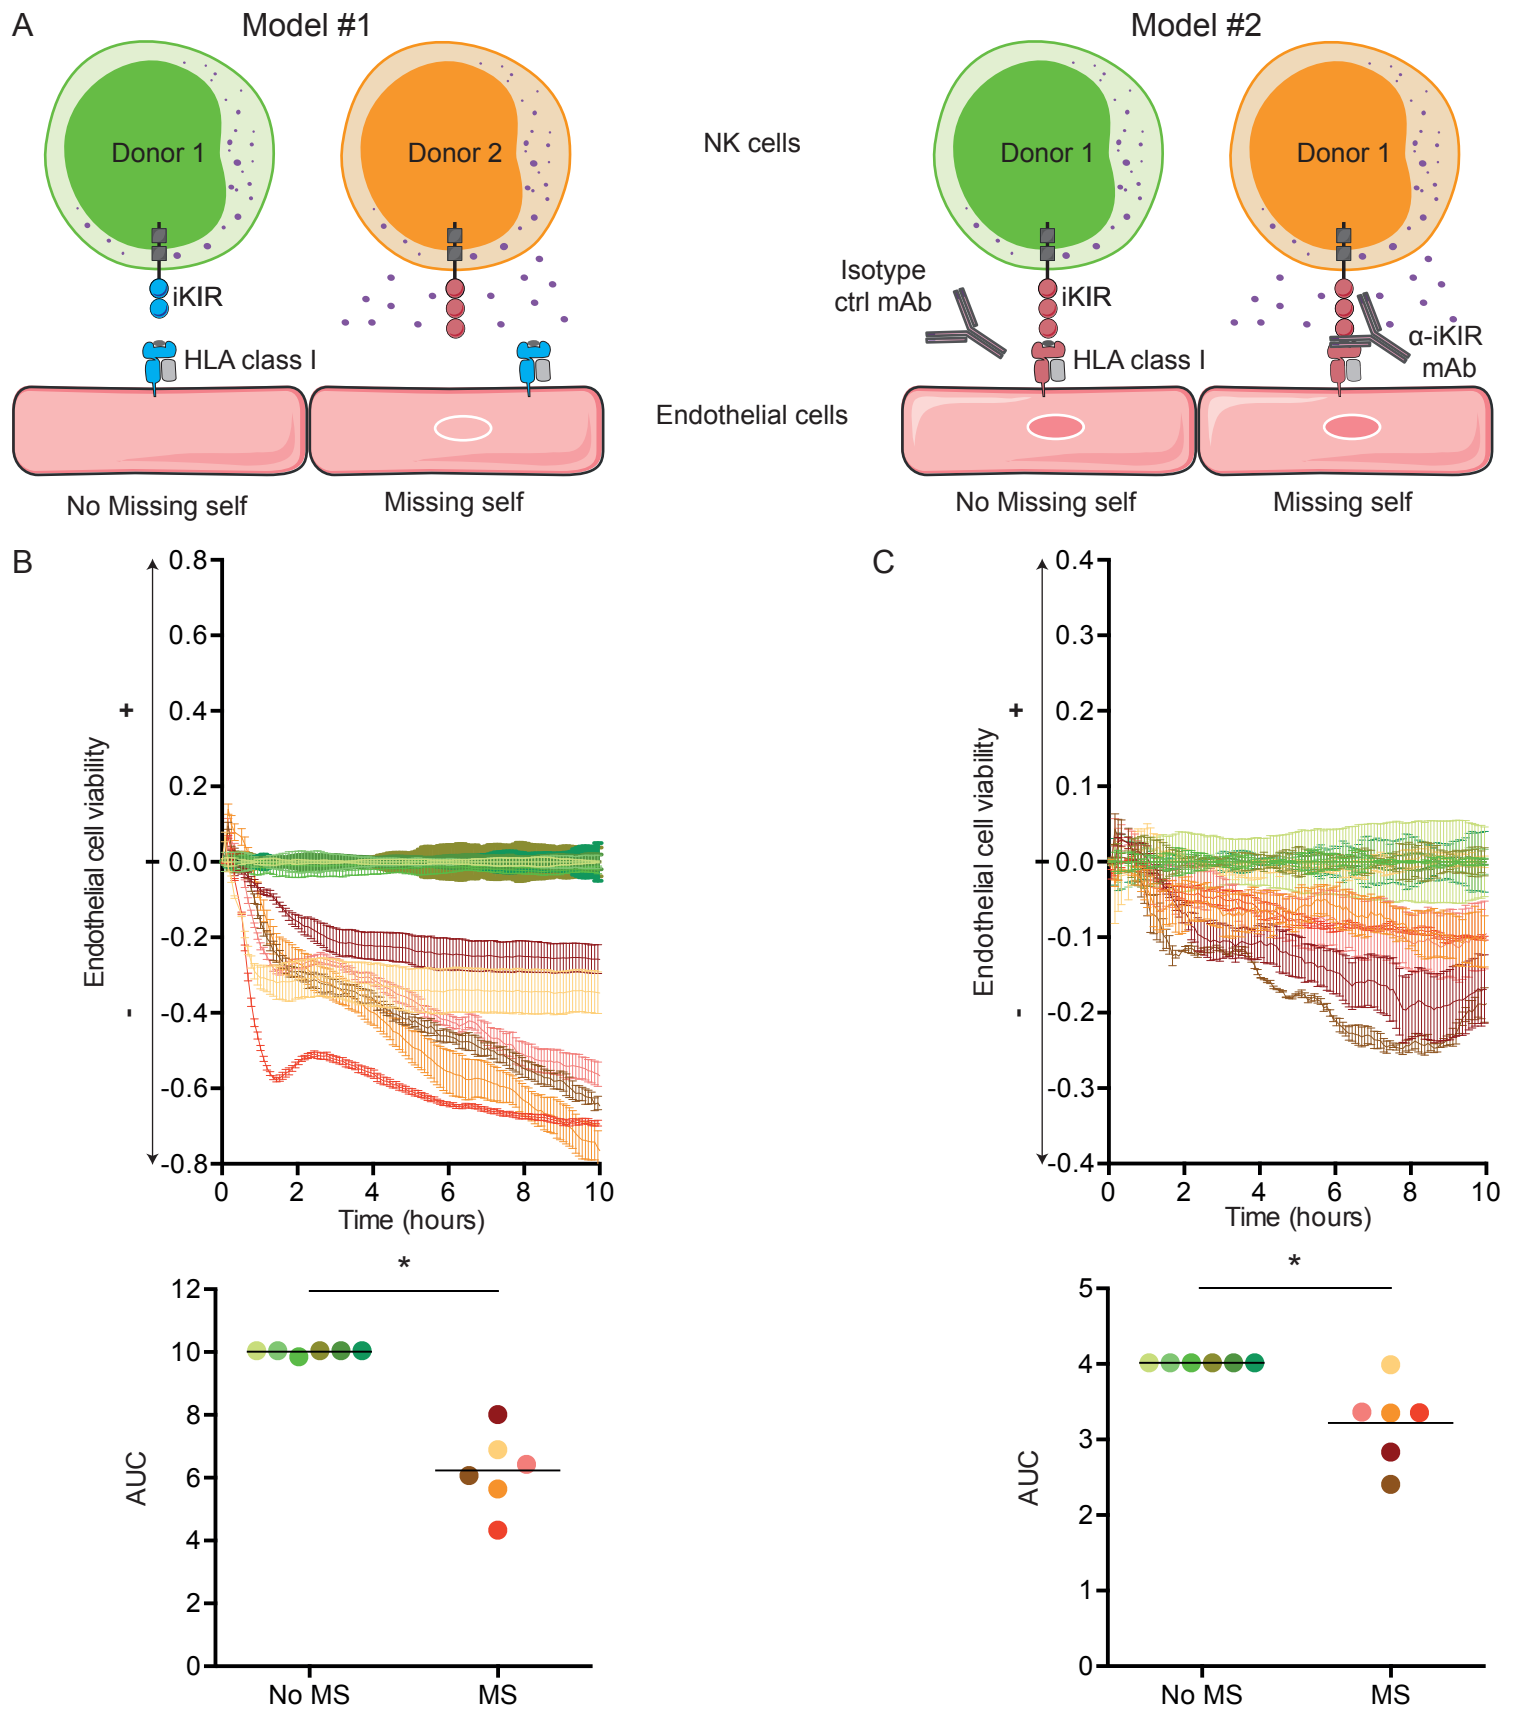 A
Model #1
Model #2
Donor 1
Donor 2
NK cells
Donor 1
Donor 1
iKIR
Isotype
ctrl mAb
iKIR
HLA class I
HLA class I
α-iKIR
mAb
Endothelial cells
No Missing self
Missing self
No Missing self
Missing self
B
Endothelial cell viability
+
-
0.8
0.6
0.4
0.2
0.0
-0.2
-0.4
-0.6
-0.8
0 2 4 6 8 10
Time (hours)
C
Endothelial cell viability
+
-
0.4
0.3
0.2
0.1
0.0
-0.1
-0.2
-0.3
-0.4
0 2 4 6 8 10
Time (hours)
*
AUC
12
10
8
6
4
2
0
No MS MS
*
AUC
5
4
3
2
1
0
No MS MS